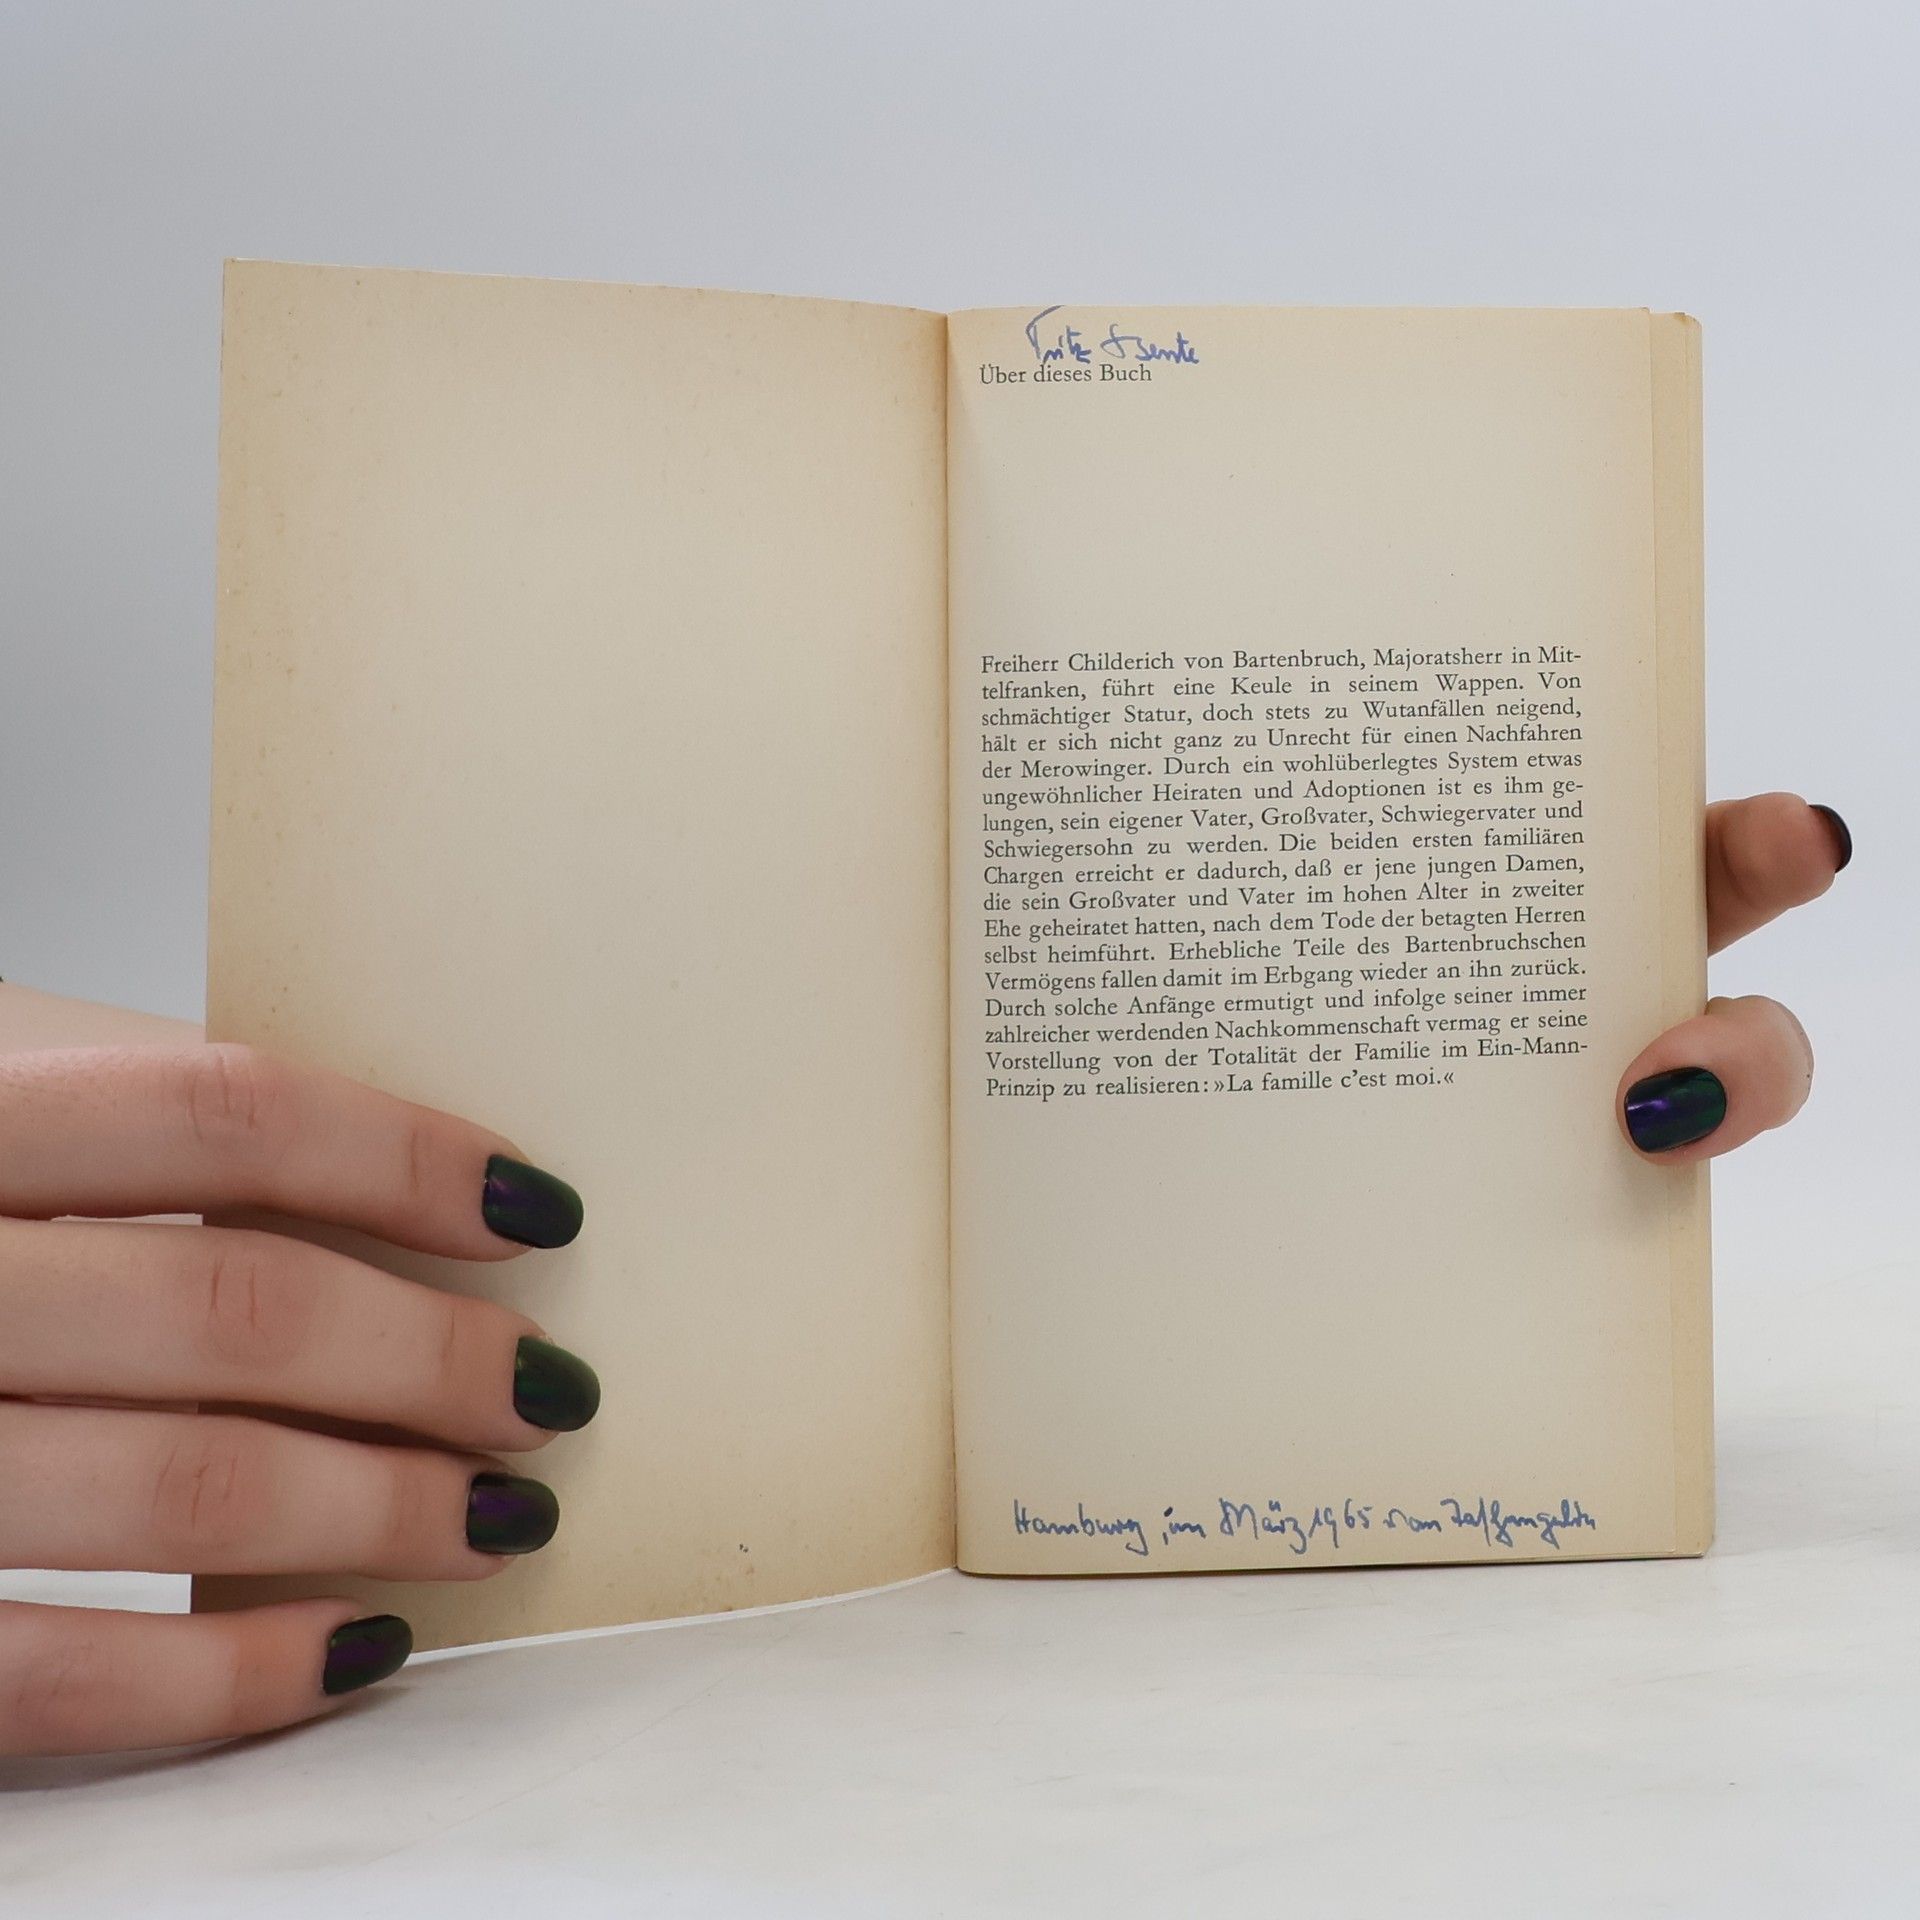 Fritz
Über dieses Buch
Freiherr Childerich von Bartenbruch, Majoratsherr in Mit-
telfranken, führt eine Keule in seinem Wappen. Von
schmächtiger Statur, doch stets zu Wutanfällen neigend,
hält er sich nicht ganz zu Unrecht für einen Nachfahren
der Merowinger. Durch ein wohlüberlegtes System etwas
ungewöhnlicher Heiraten und Adoptionen ist es ihm ge-
lungen, sein eigener Vater, Großvater, Schwiegervater und
Schwiegersohn zu werden. Die beiden ersten familiären
Chargen erreicht er dadurch, daß er jene jungen Damen,
die sein Großvater und Vater im hohen Alter in zweiter
Ehe geheiratet hatten, nach dem Tode der betagten Herren
selbst heimführt. Erhebliche Teile des Bartenbruchschen
Vermögens fallen damit im Erbgang wieder an ihn zurück.
Durch solche Anfänge ermutigt und infolge seiner immer
zahlreicher werdenden Nachkommenschaft vermag er seine
Vorstellung von der Totalität der Familie im Ein-Mann-
Prinzip zu realisieren: »La famille c’est moi.«
Hamburg, im März 1965 vom